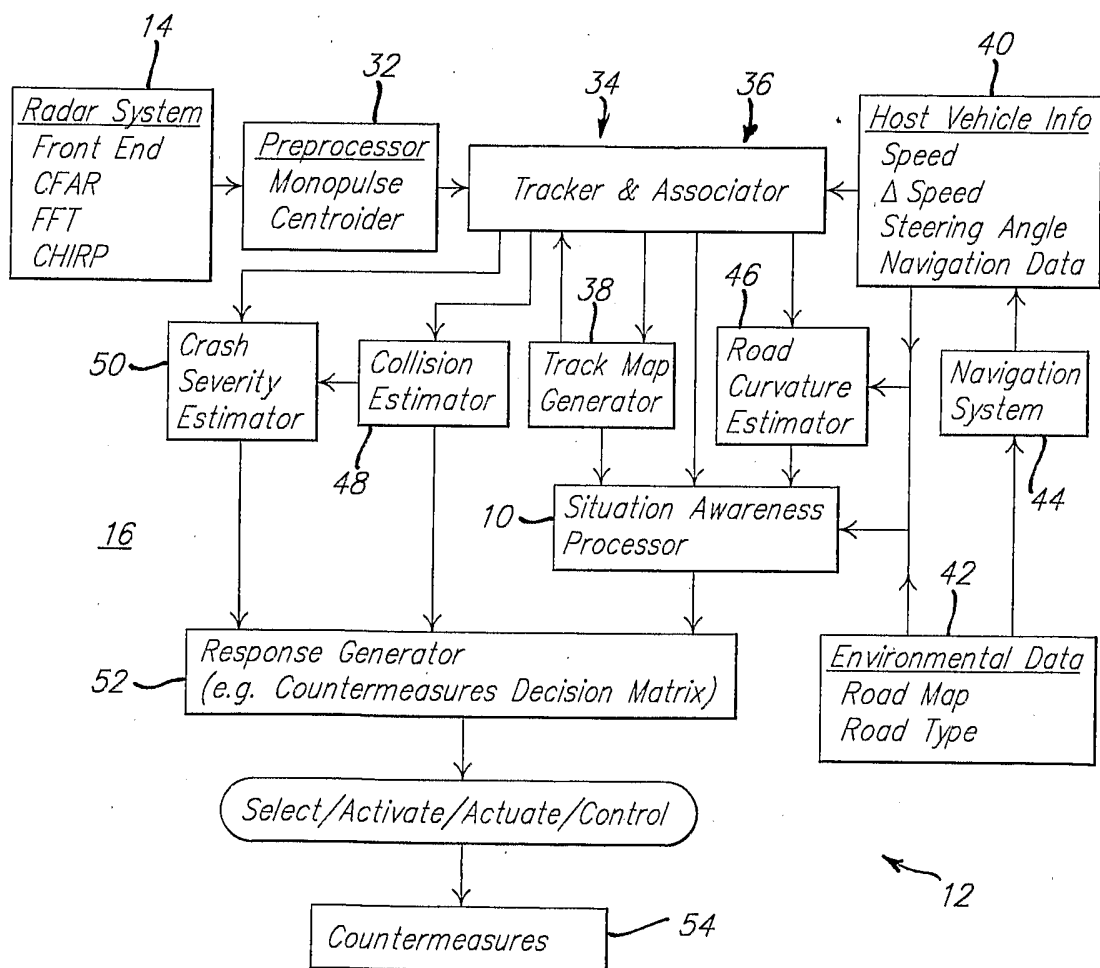 14
32
34
36
40
Radar System
Front End
CFAR
FFT
CHIRP
Preprocessor
Monopulse
Centroider
Tracker & Associator
Host Vehicle Info
Speed
Δ Speed
Steering Angle
Navigation Data
50
Crash
Severity
Estimator
Collision
Estimator
48
38
Track Map
Generator
46
Road
Curvature
Estimator
Navigation
System
44
16
10
Situation Awareness
Processor
42
Environmental Data
Road Map
Road Type
52
Response Generator
(e.g. Countermeasures Decision Matrix)
Select/Activate/Actuate/Control
12
Countermeasures
54